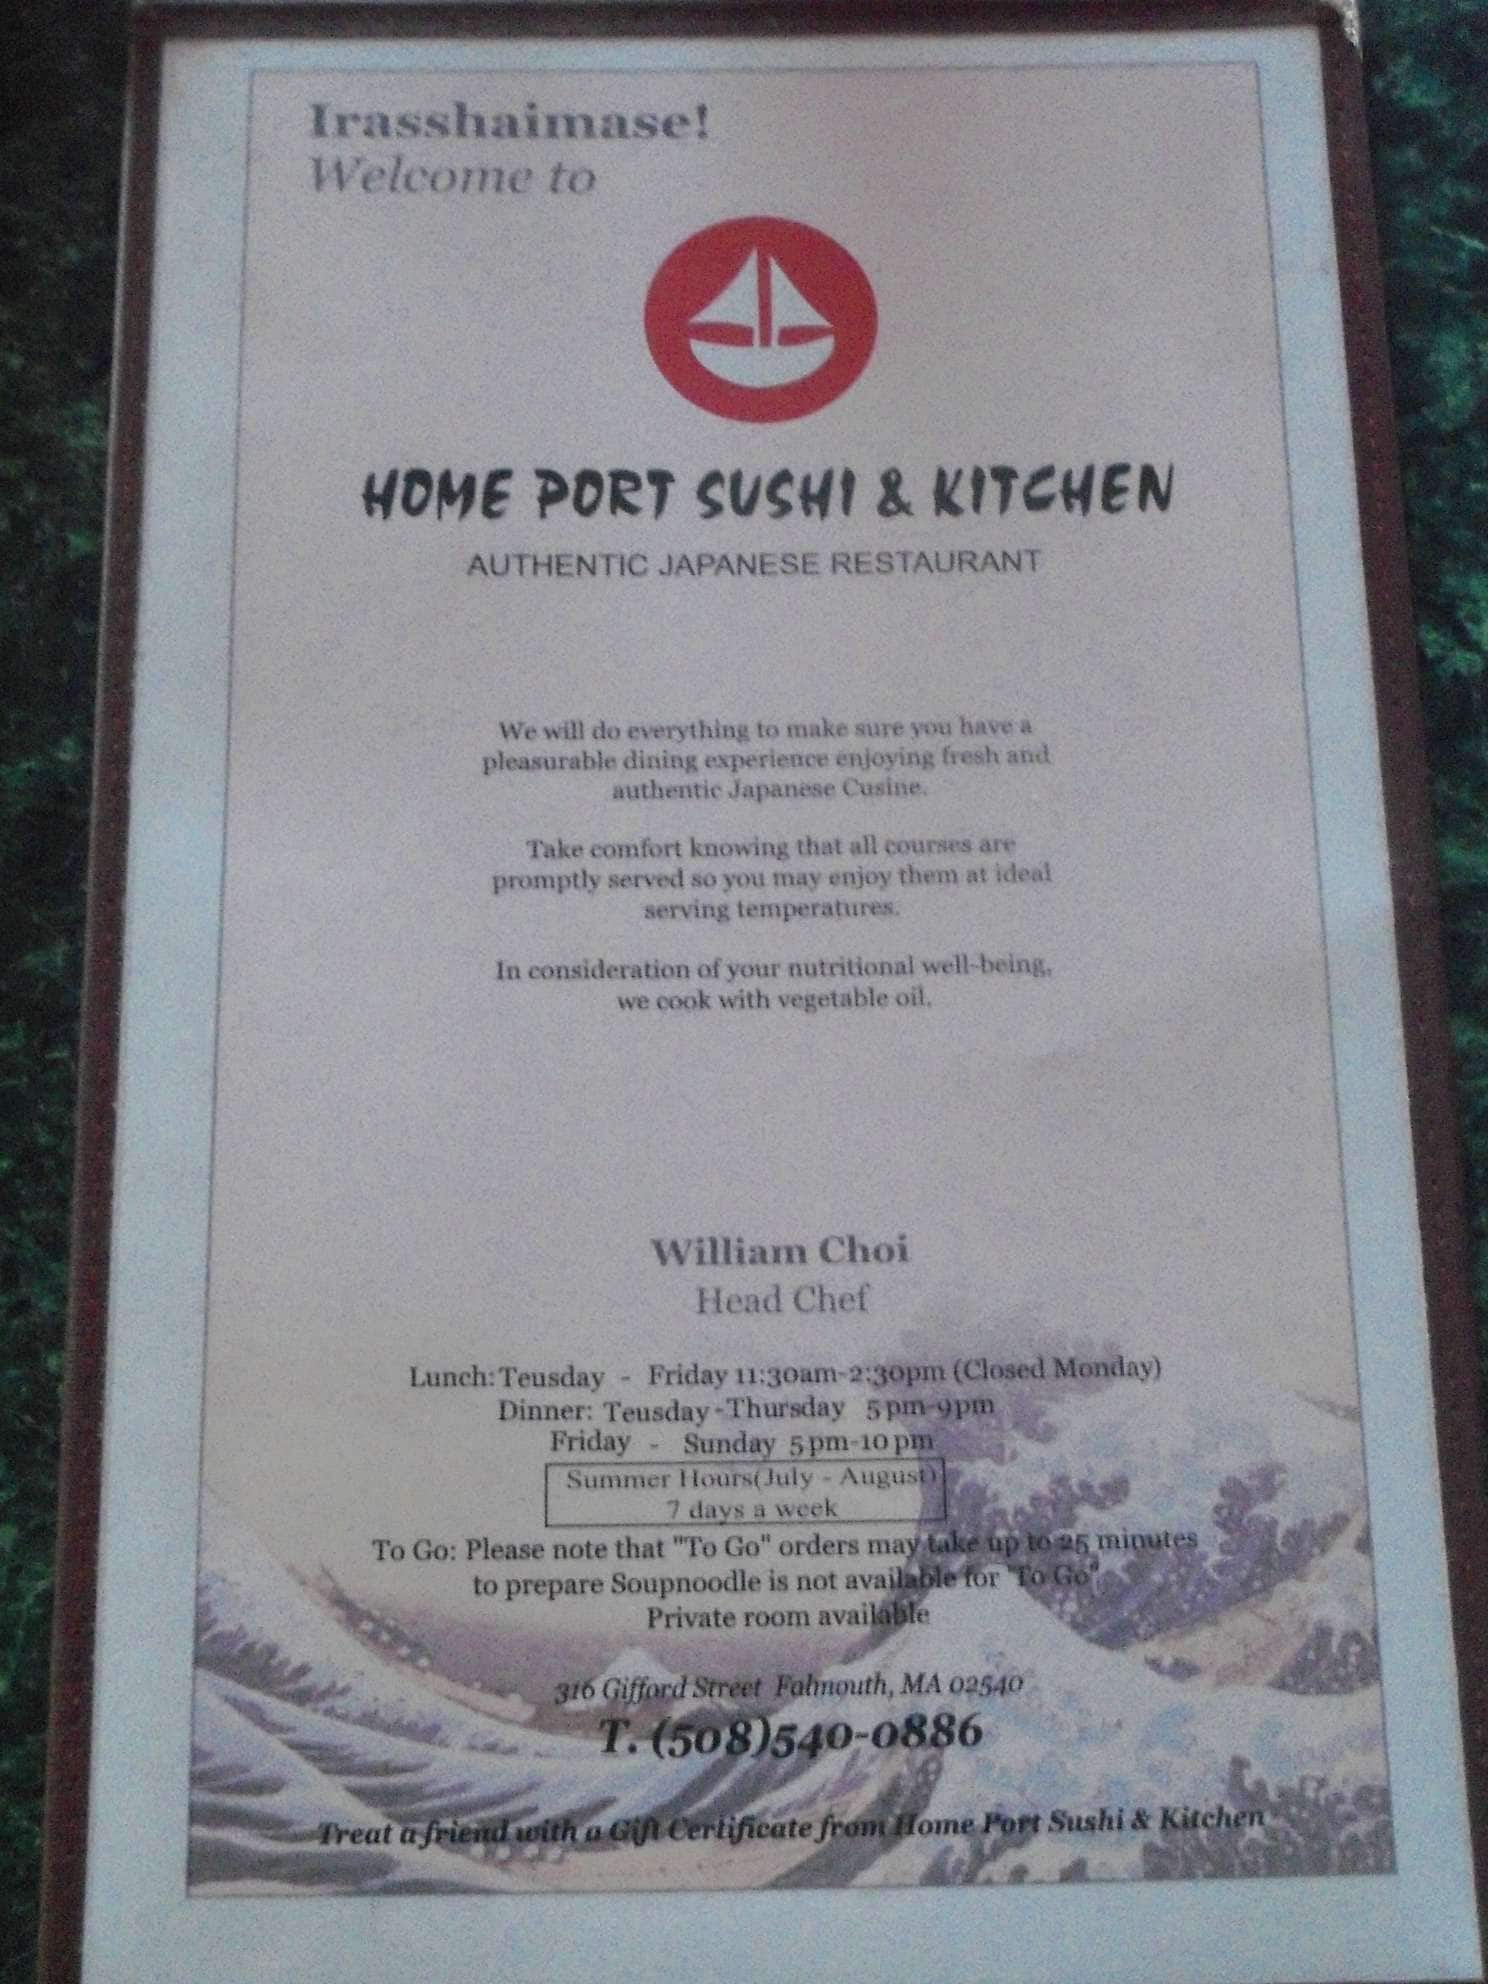 Irasshaimase!
Welcome to
HOME PORT SUSHI & KITCHEN
AUTHENTIC JAPANESE RESTAURANT
We will do everything to make sure you have a
pleasurable dining experience enjoying fresh and
authentic Japanese Cusine.
Take comfort knowing that all courses are
promptly served so you may enjoy them at ideal
serving temperatures.
In consideration of your nutritional well-being,
we cook with vegetable oil.
William Choi
Head Chef
Lunch: Teusday - Friday 11:30am-2:30pm (Closed Monday)
Dinner: Teusday -Thursday 5pm-9pm
Friday - Sunday 5pm-10pm
Summer Hours(July - August)
7 days a week
To Go: Please note that "To Go" orders may take up to 25 minutes
to prepare Soupnoodle is not available for "To Go"
Private room available
316 Gifford Street Falmouth, MA 02540
T. (508)540-0886
Treat a friend with a Gift Certificate from Home Port Sushi & Kitchen